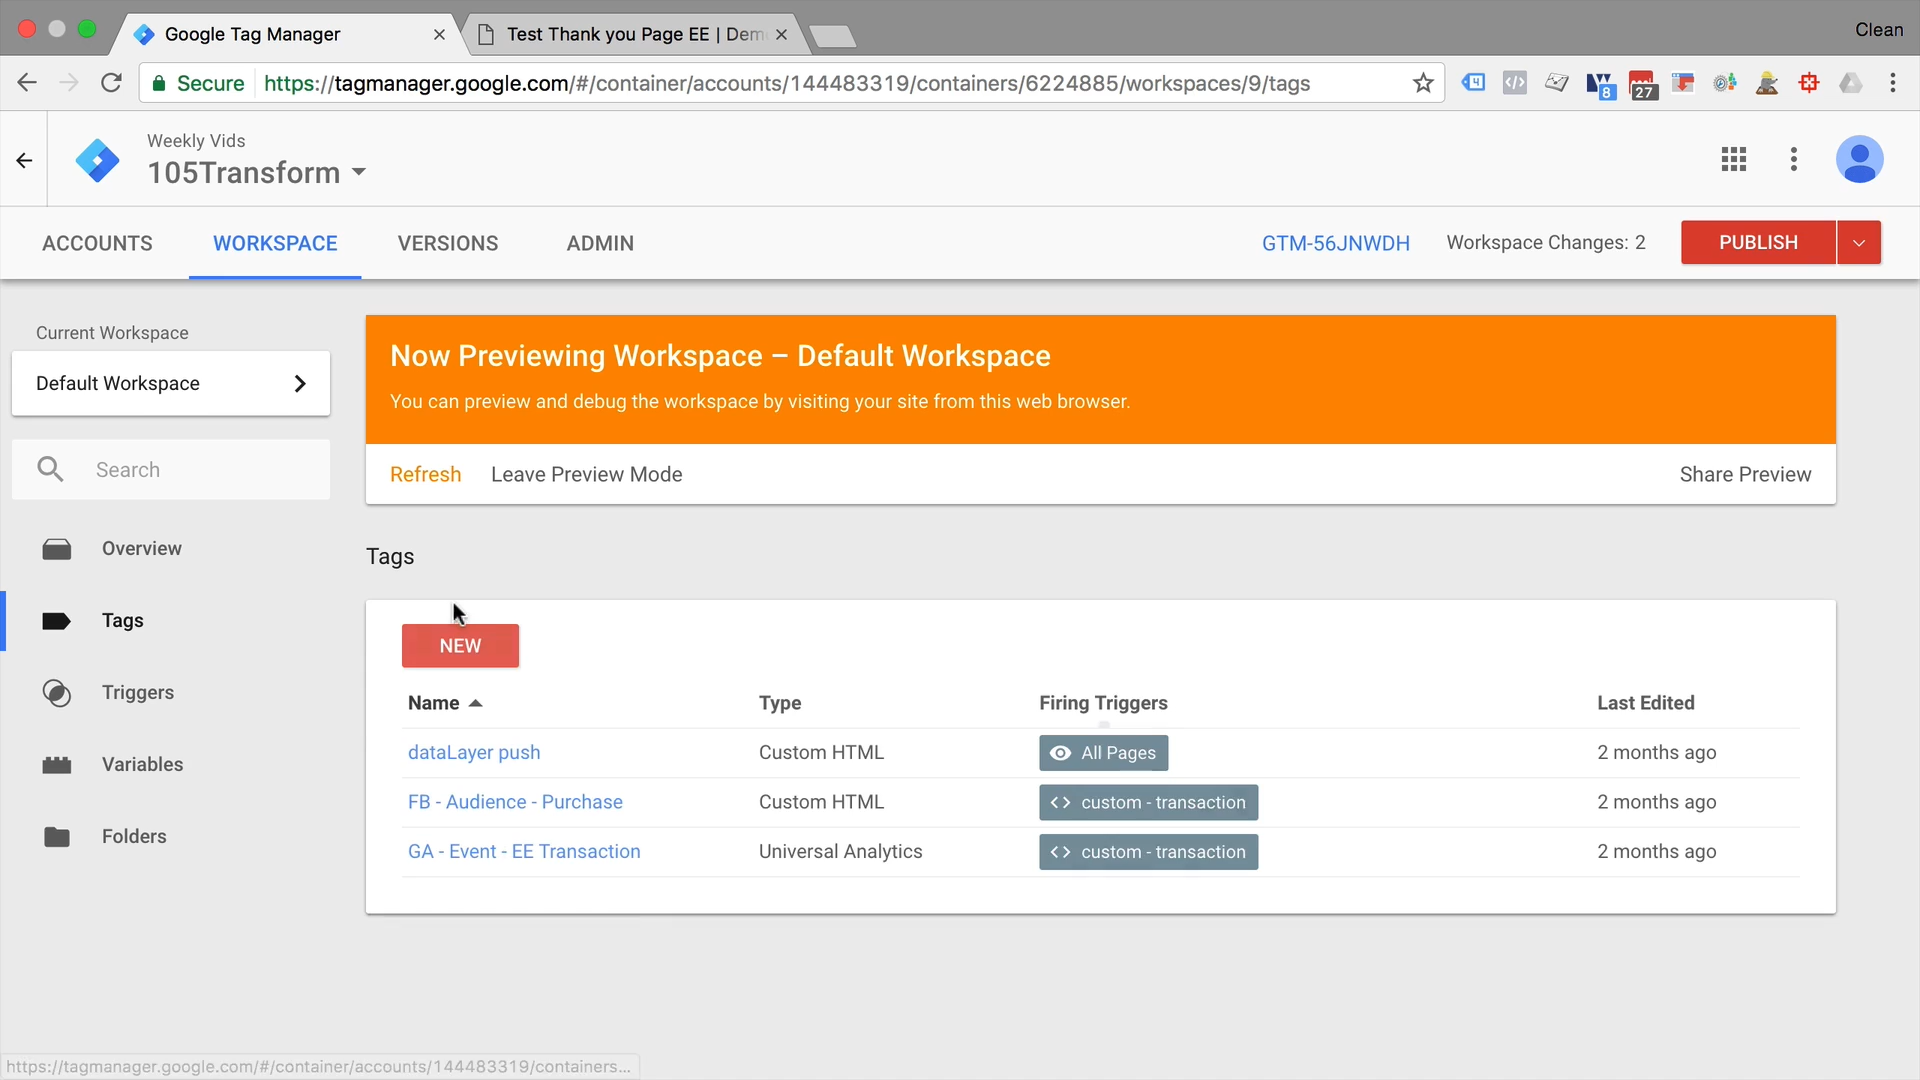 Google Tag Manager
Test Thank you Page EE | Dem
Clean
Secure
https://tagmanager.google.com/#/container/accounts/144483319/containers/6224885/workspaces/9/tags
8
27
Weekly Vids
105Transform
ACCOUNTS
WORKSPACE
VERSIONS
ADMIN
GTM-56JNWDH
Workspace Changes: 2
PUBLISH
Current Workspace
Default Workspace
Search
Overview
Tags
Triggers
Variables
Folders
Now Previewing Workspace – Default Workspace
You can preview and debug the workspace by visiting your site from this web browser.
Refresh
Leave Preview Mode
Share Preview
Tags
NEW
Name
Type
Firing Triggers
Last Edited
dataLayer push
Custom HTML
All Pages
2 months ago
FB - Audience - Purchase
Custom HTML
custom - transaction
2 months ago
GA - Event - EE Transaction
Universal Analytics
custom - transaction
2 months ago
https://tagmanager.google.com/#/container/accounts/144483319/containers...